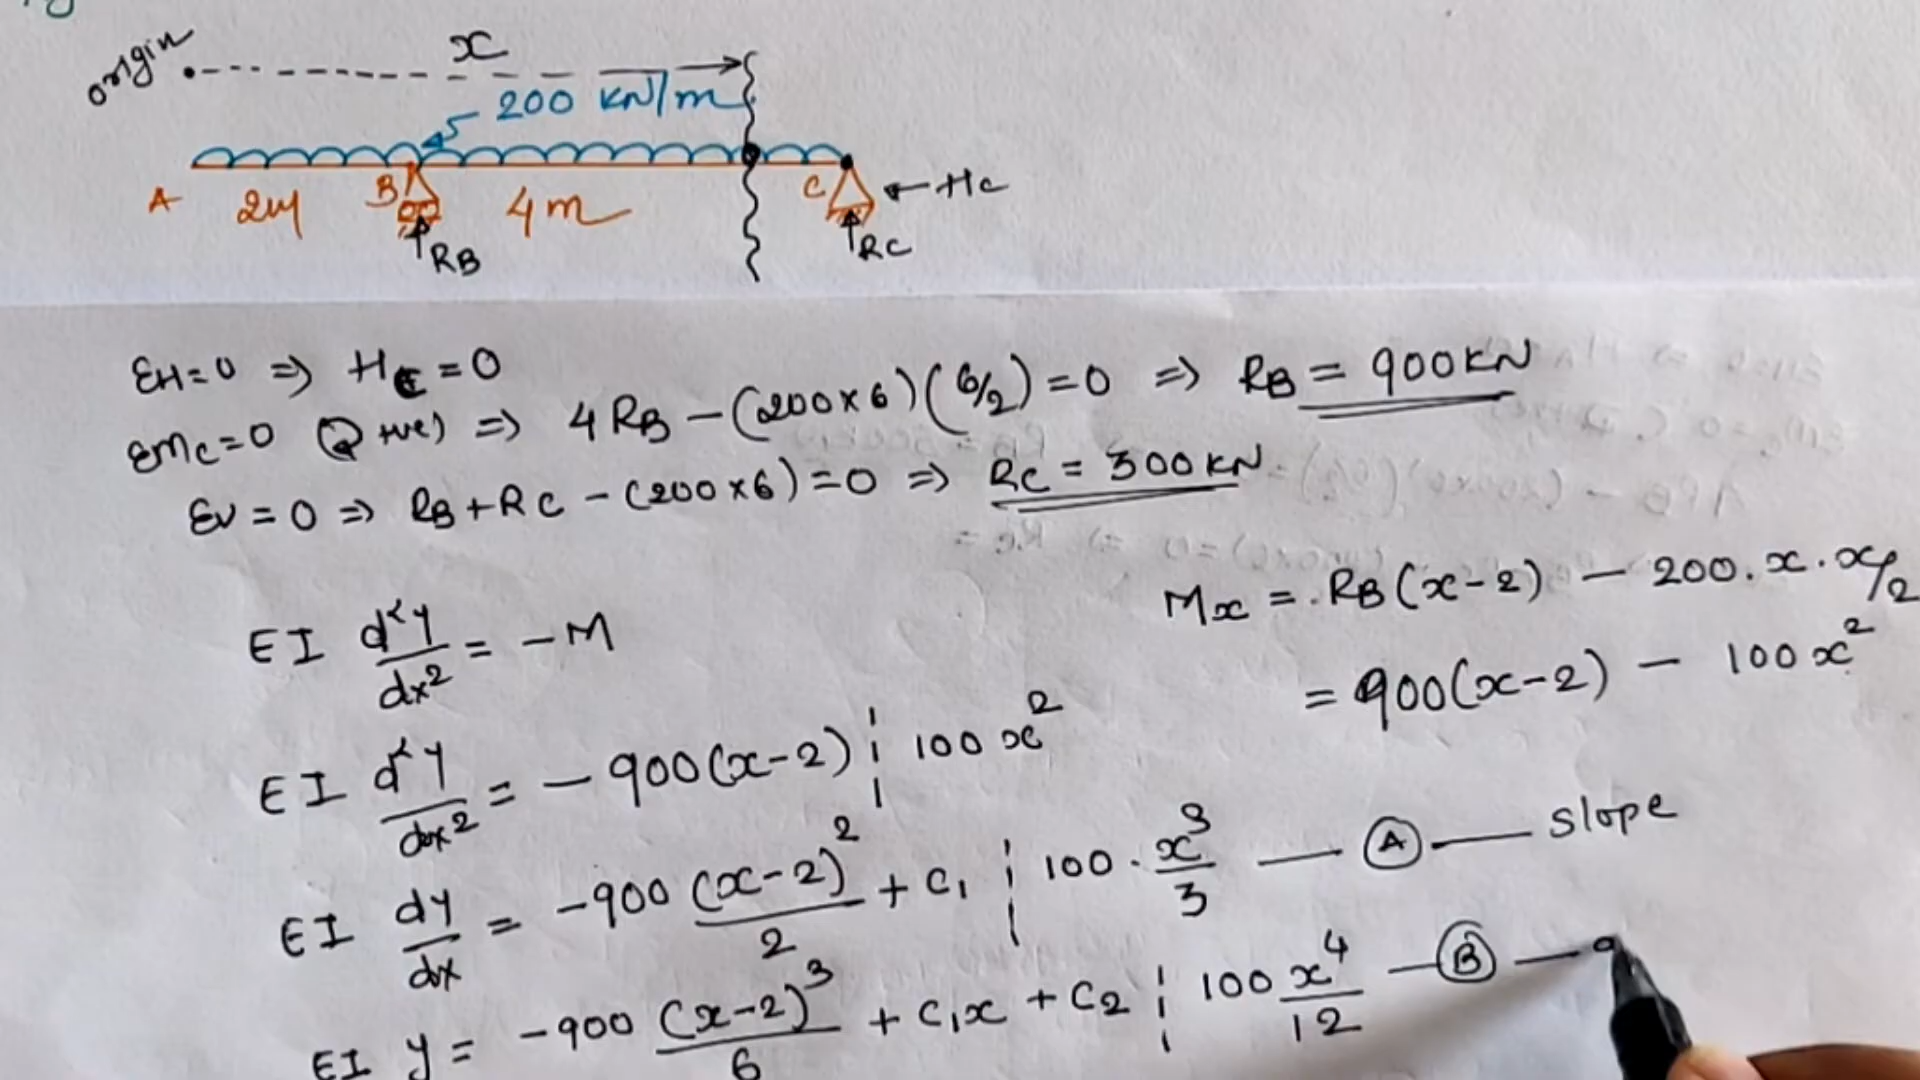 origin
x
200 kN/m
A 2m B 4m C ← Hc
↑RB ↑RC
ΣH=0 ⇒ Hc = 0
ΣMc=0 (↻ +ve) ⇒ 4RB − (200×6)(6/2) = 0 ⇒ RB = 900KN
ΣV = 0 ⇒ RB + RC − (200×6) = 0 ⇒ RC = 300KN
Mx = RB(x−2) − 200.x.x/2
= 900(x−2) − 100x²
EI d²y/dx² = −M
EI d²y/dx² = −900(x−2) ¦ 100x²
EI dy/dx = −900 (x−2)²/2 + C₁ ¦ 100 . x³/3 — Ⓐ — slope
EI y = −900 (x−2)³/6 + C₁x + C₂ ¦ 100 x⁴/12 — Ⓑ —